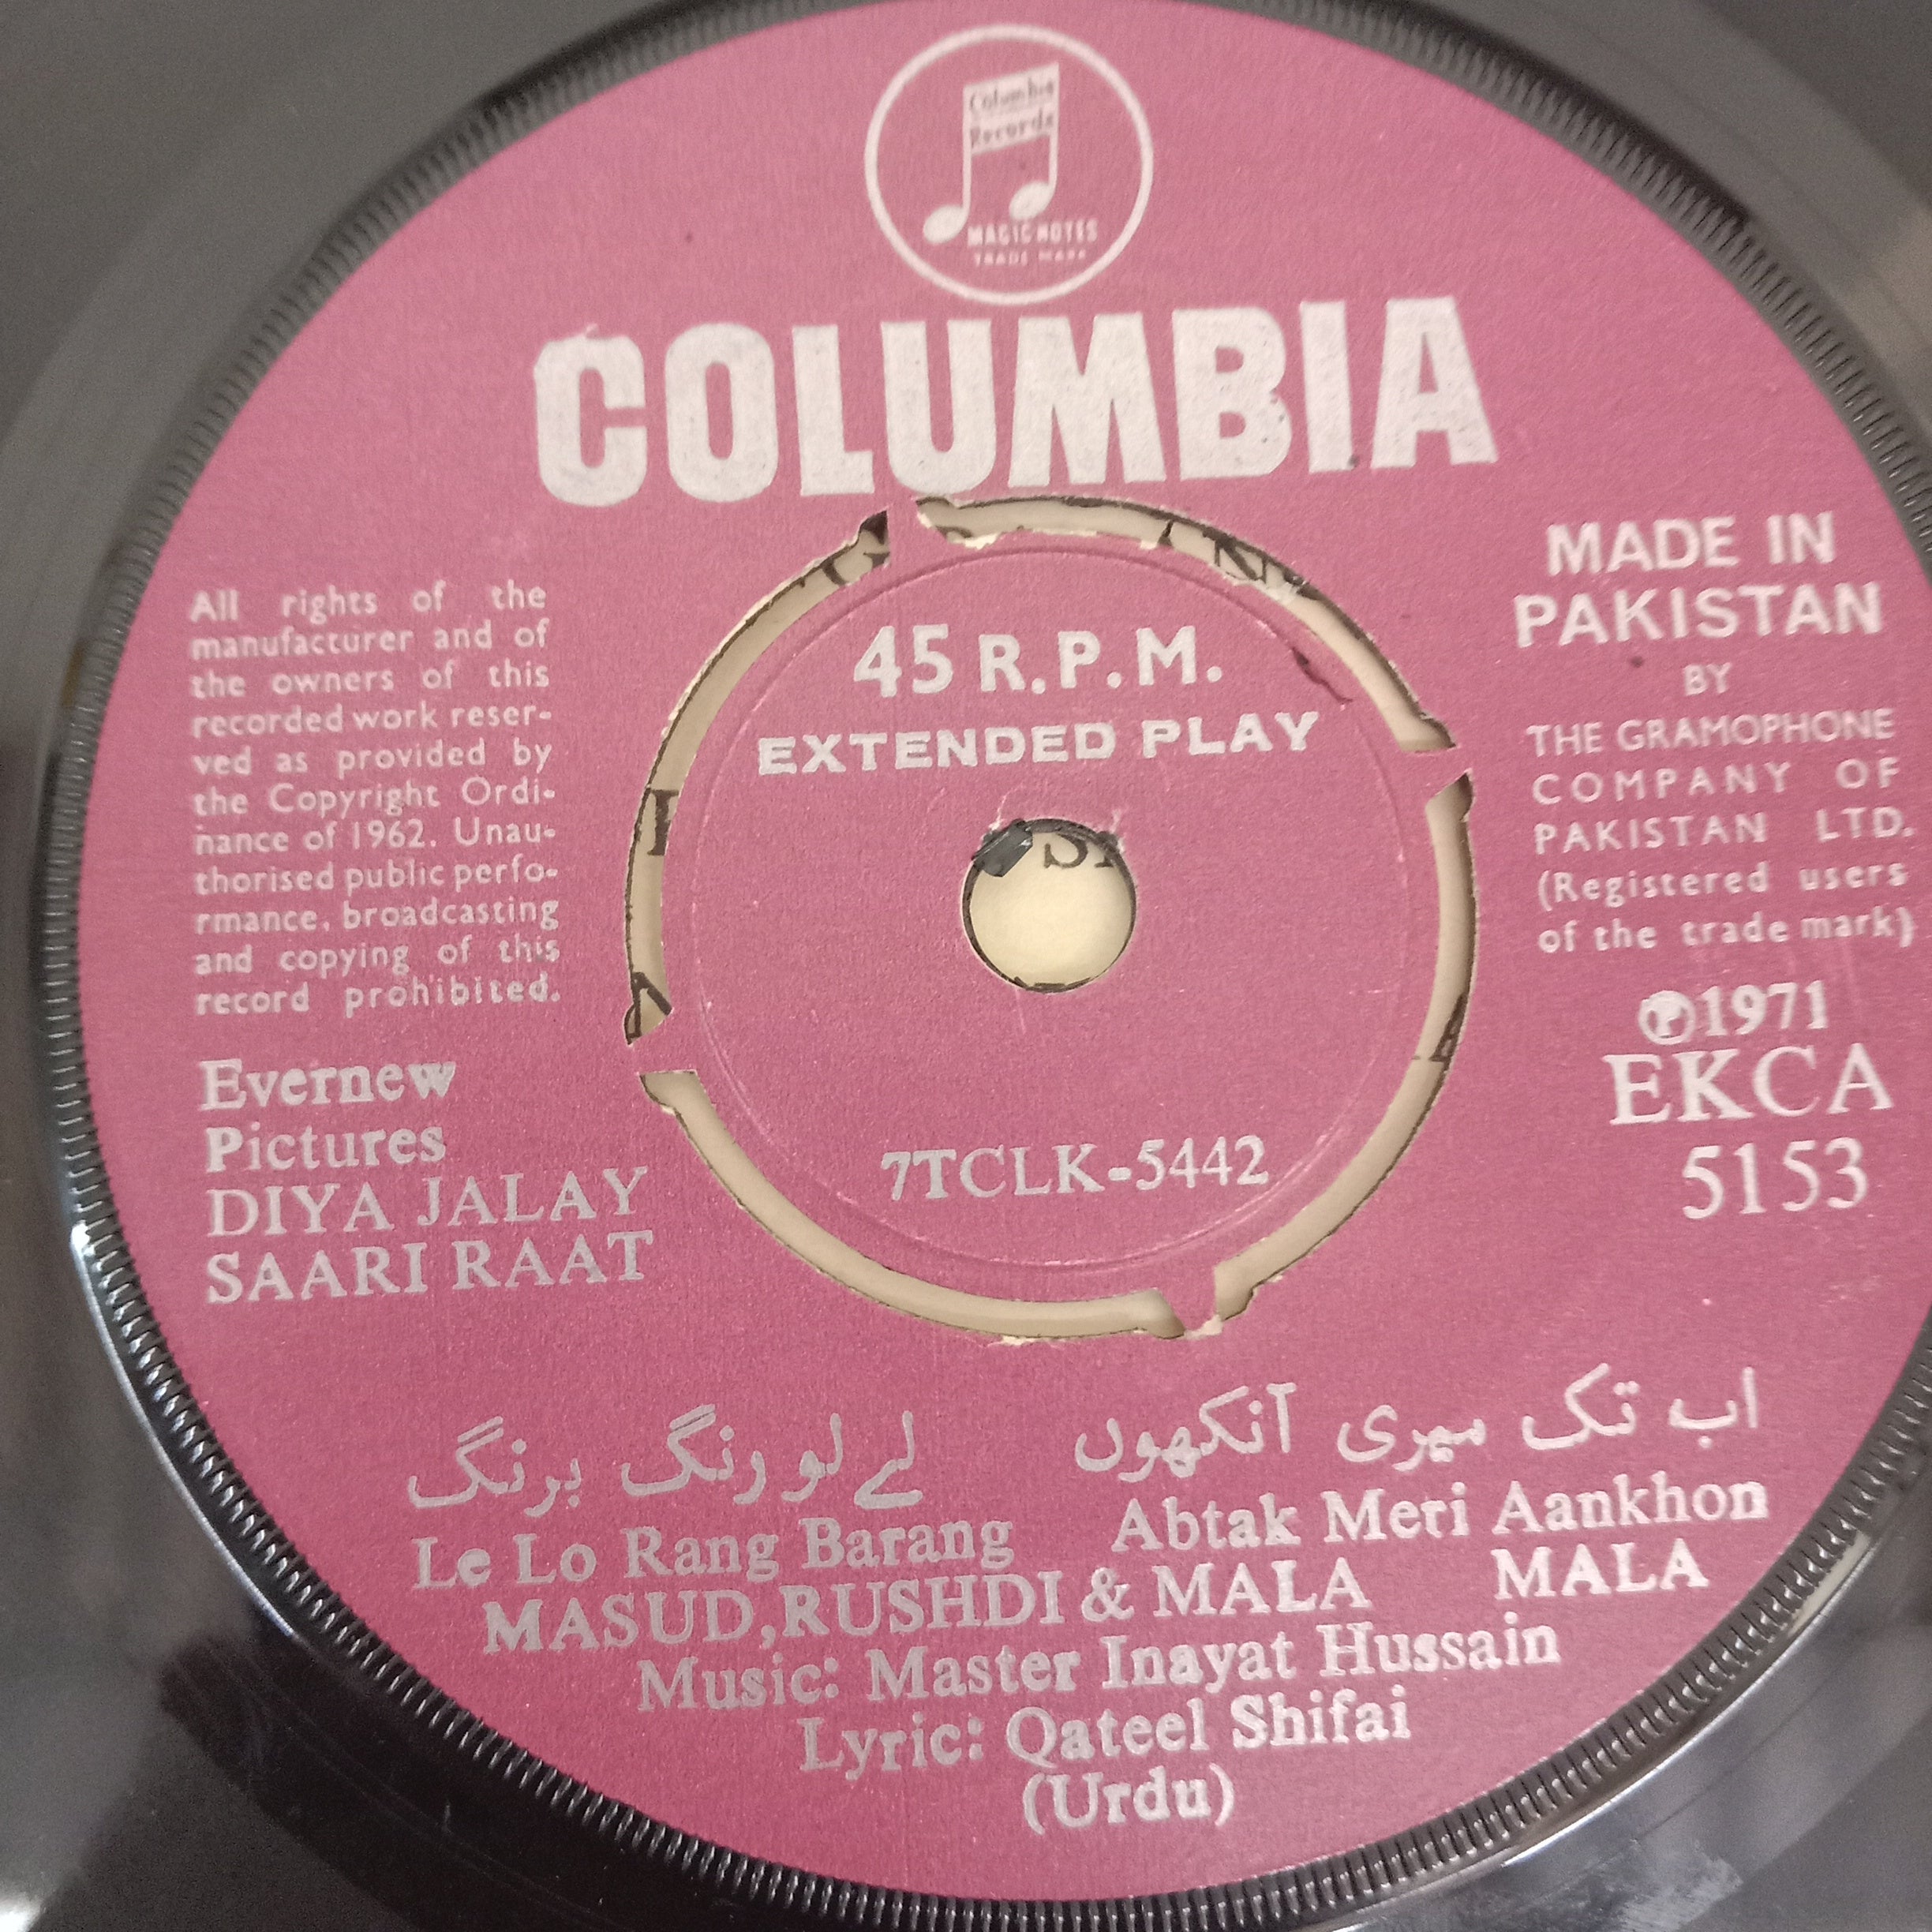 Columbia
Records
MAGIC NOTES
TRADE MARK
COLUMBIA
All rights of the
manufacturer and of
the owners of this
recorded work reser-
ved as provided by
the Copyright Ordi-
nance of 1962. Unau-
thorised public perfo-
rmance, broadcasting
and copying of this
record prohibited.
Evernew
Pictures
DIYA JALAY
SAARI RAAT
45 R.P.M.
EXTENDED PLAY
7TCLK-5442
MADE IN
PAKISTAN
BY
THE GRAMOPHONE
COMPANY OF
PAKISTAN LTD.
(Registered users
of the trade mark)
Ⓟ1971
EKCA
5153
اب تک میری آنکھوں
لے لو رنگ برنگ
Le Lo Rang Barang Abtak Meri Aankhon
MASUD,RUSHDI & MALA MALA
Music: Master Inayat Hussain
Lyric: Qateel Shifai
(Urdu)